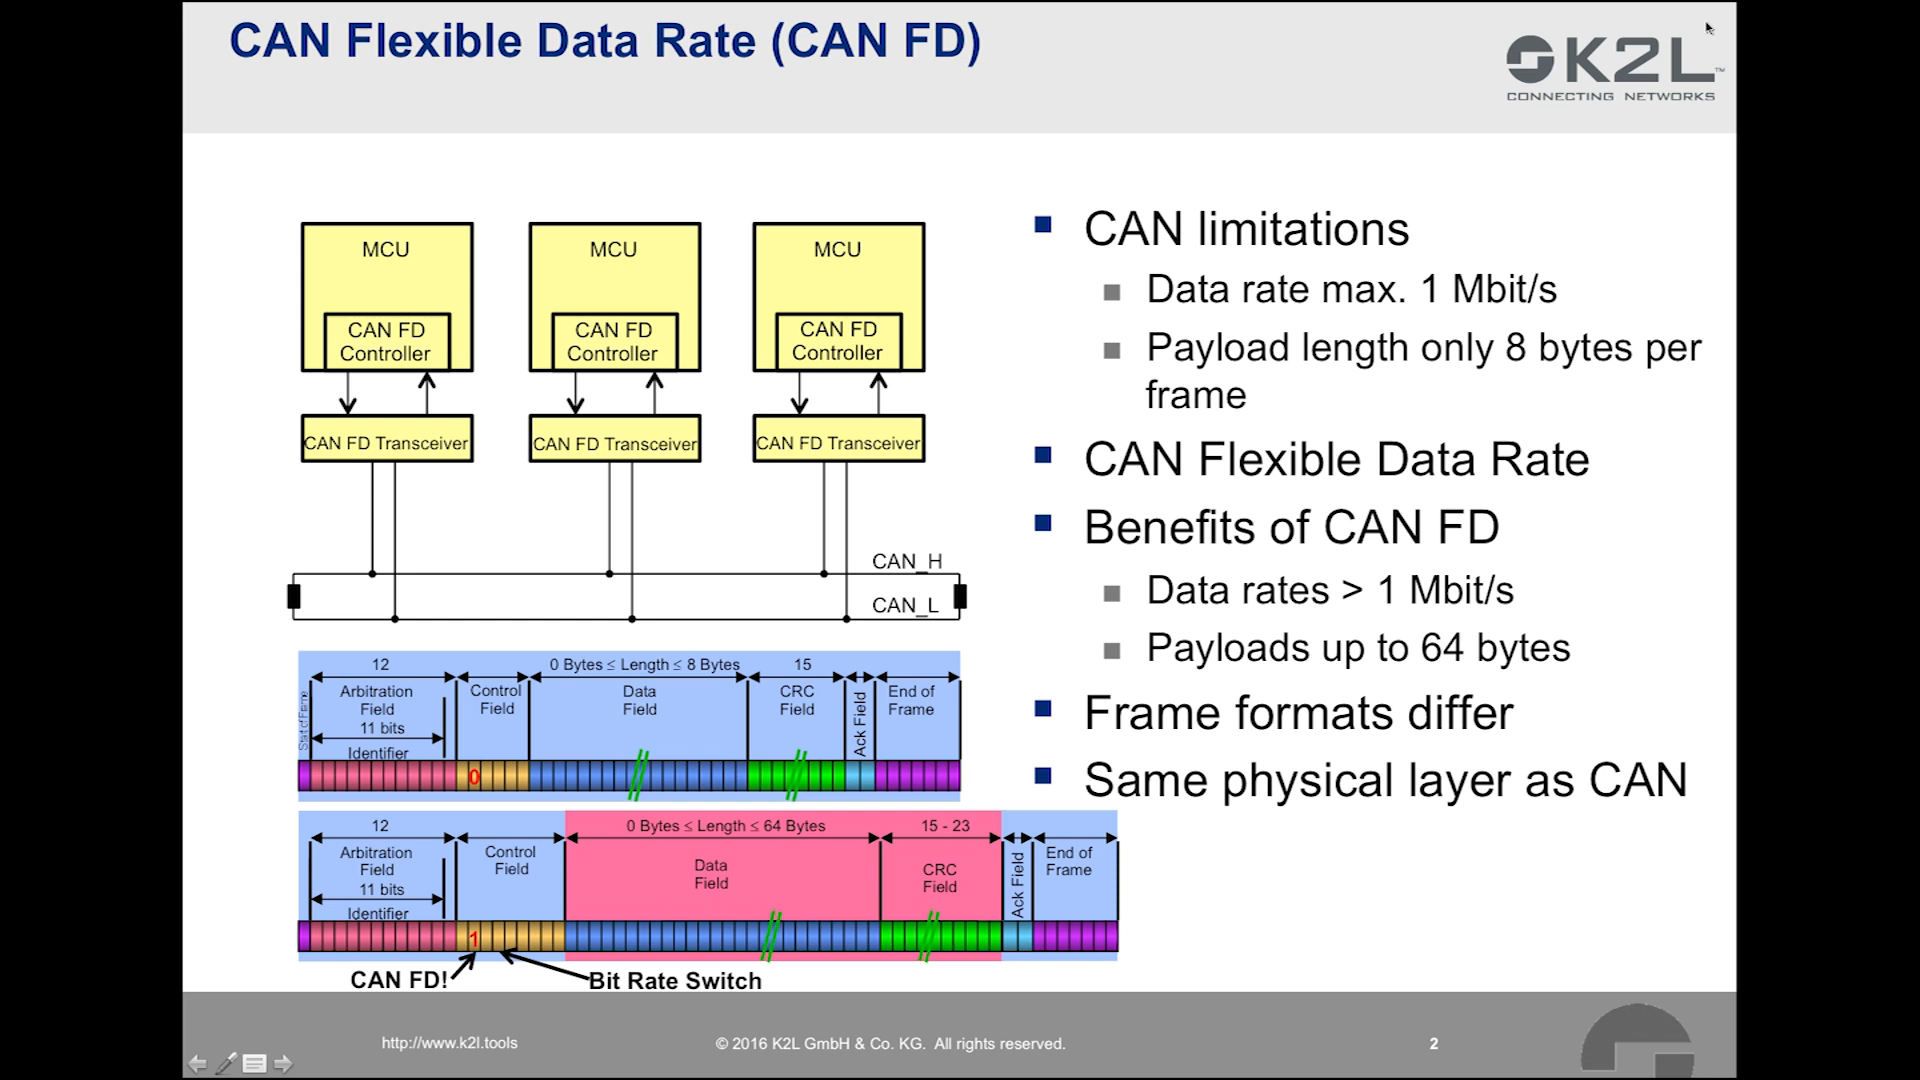 CAN Flexible Data Rate (CAN FD)
K2L™
CONNECTING NETWORKS
MCU
CAN FD
Controller
CAN FD Transceiver
MCU
CAN FD
Controller
CAN FD Transceiver
MCU
CAN FD
Controller
CAN FD Transceiver
CAN_H
CAN_L
12
0 Bytes ≤ Length ≤ 8 Bytes
15
Start of Frame
Arbitration
Field
11 bits
Identifier
Control
Field
Data
Field
CRC
Field
Ack Field
End of
Frame
0
12
0 Bytes ≤ Length ≤ 64 Bytes
15 - 23
Arbitration
Field
11 bits
Identifier
Control
Field
Data
Field
CRC
Field
Ack Field
End of
Frame
1
CAN FD!
Bit Rate Switch
CAN limitations
Data rate max. 1 Mbit/s
Payload length only 8 bytes per
frame
CAN Flexible Data Rate
Benefits of CAN FD
Data rates > 1 Mbit/s
Payloads up to 64 bytes
Frame formats differ
Same physical layer as CAN
http://www.k2l.tools
© 2016 K2L GmbH & Co. KG. All rights reserved.
2